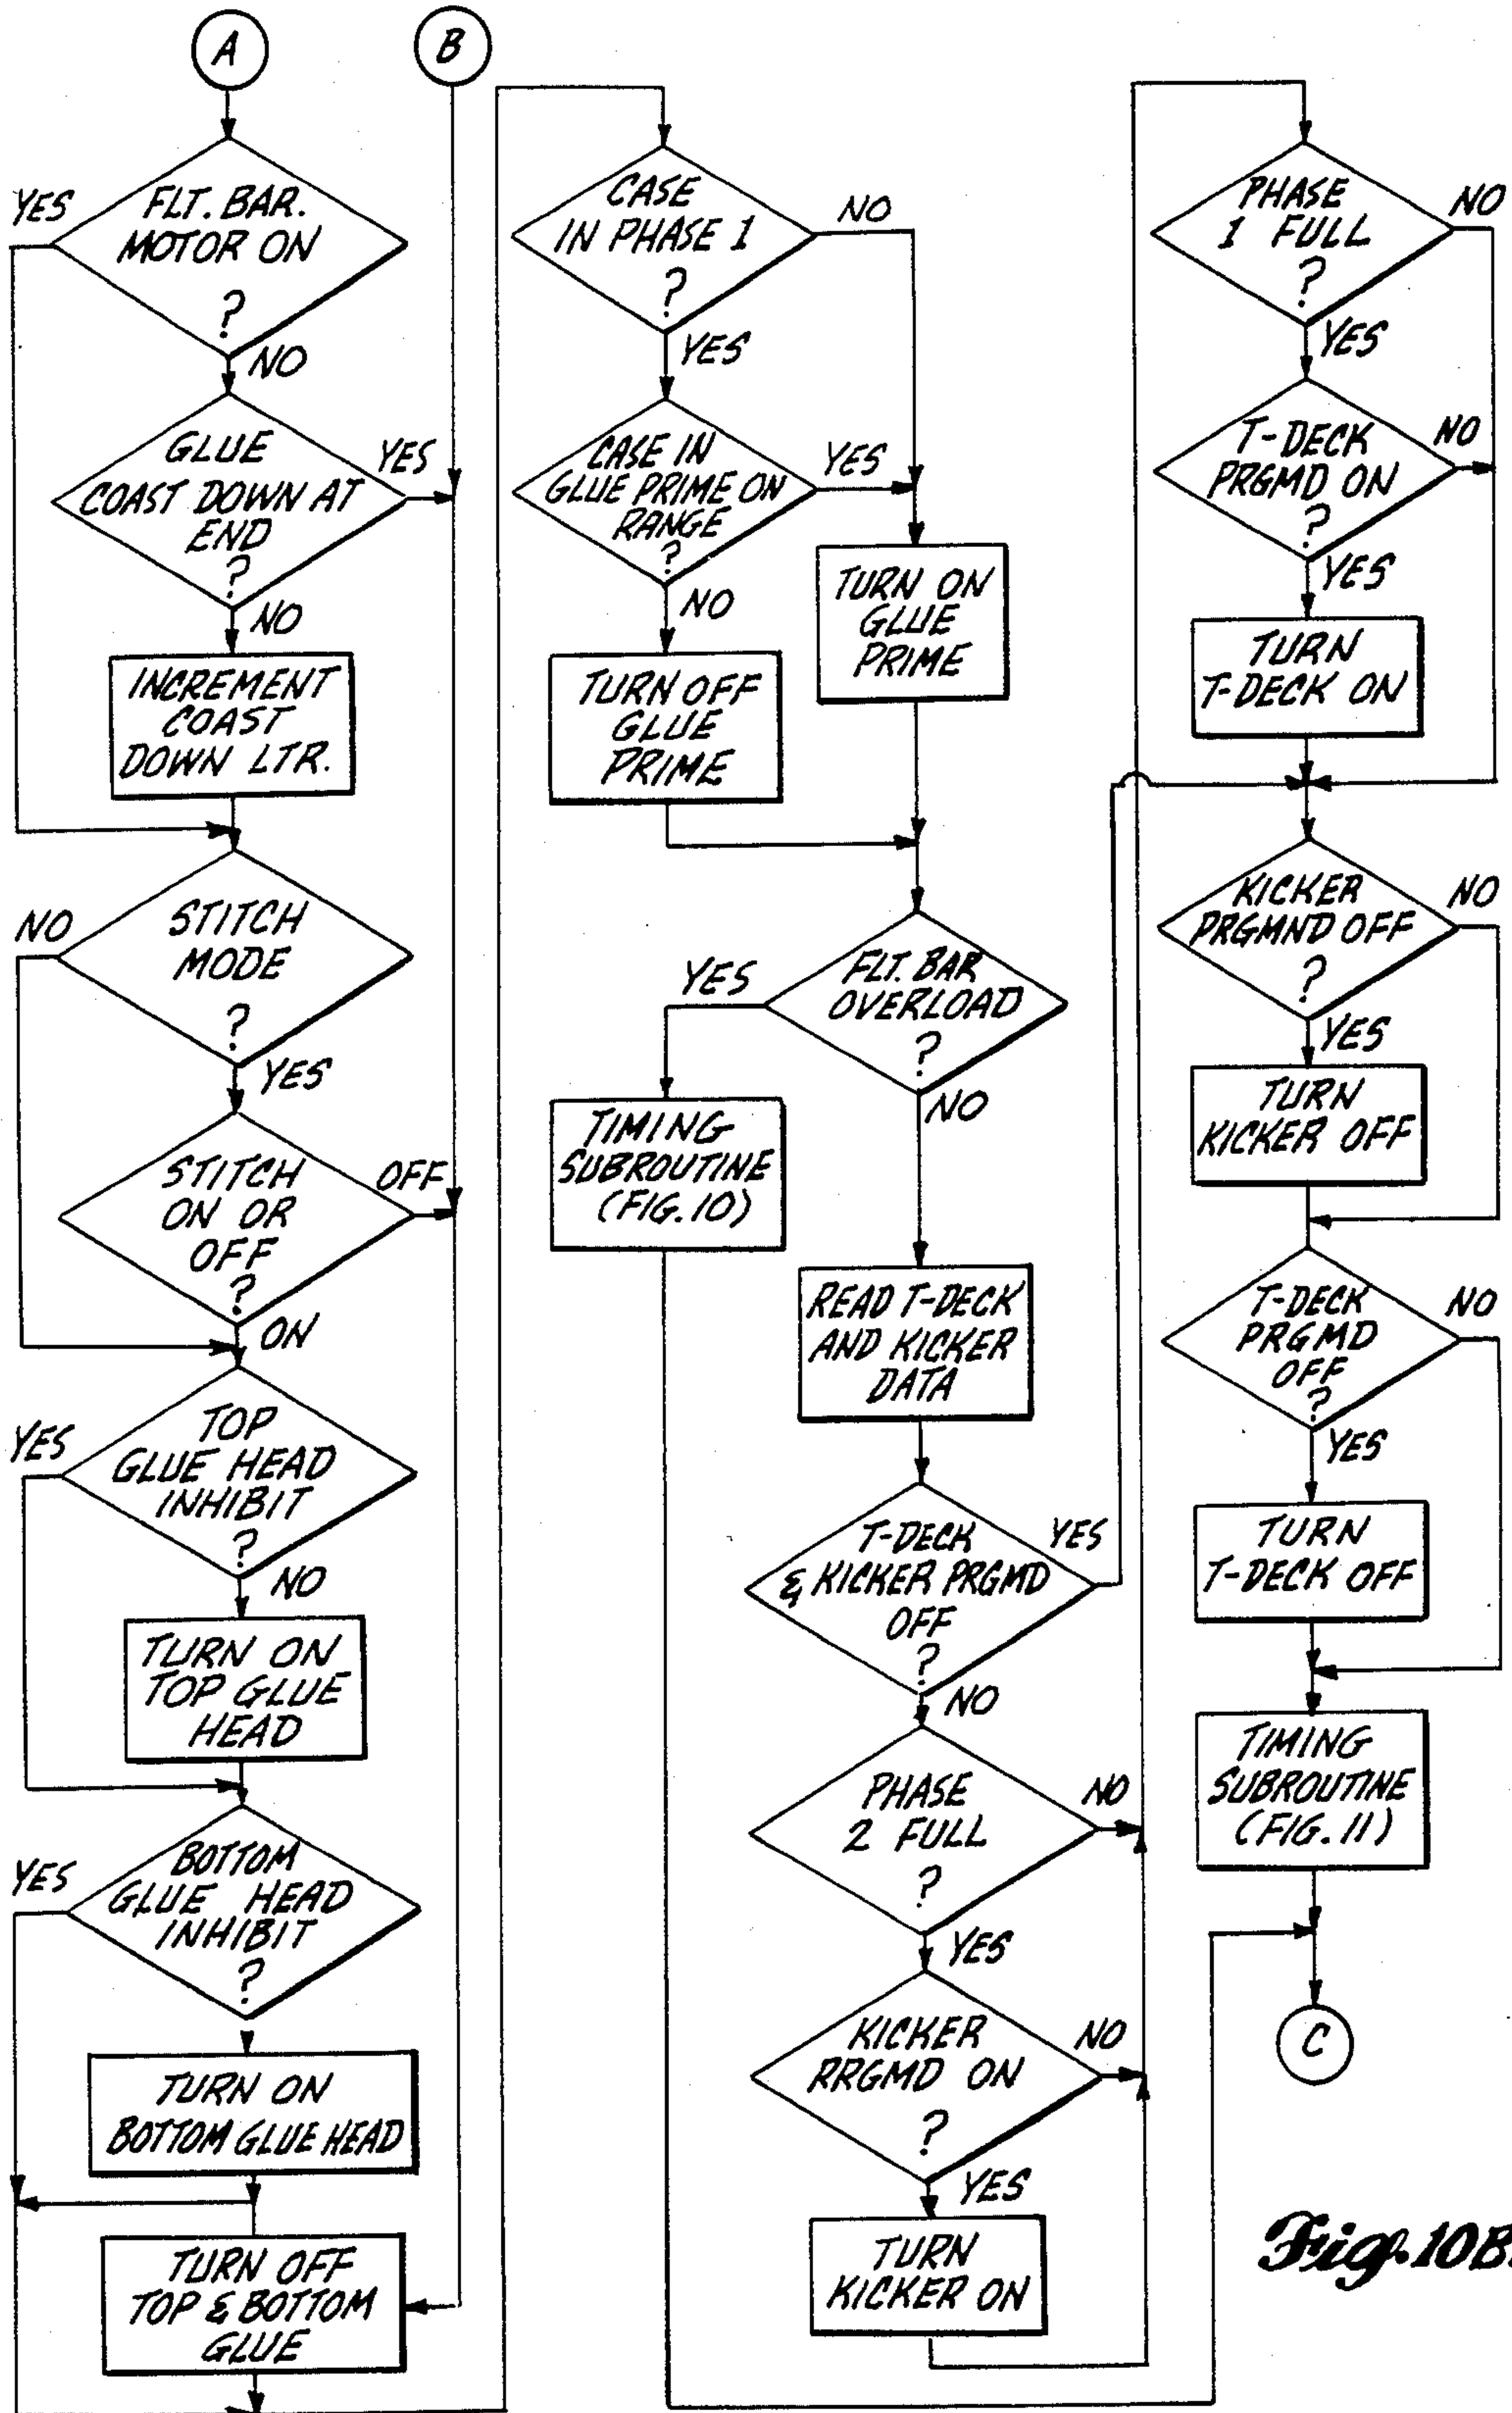 A
B
YES
FLT. BAR.
MOTOR ON
?
NO
GLUE
COAST DOWN AT
END
?
YES
NO
INCREMENT
COAST
DOWN LTR.
NO
STITCH
MODE
?
YES
STITCH
ON OR
OFF
?
OFF
ON
YES
TOP
GLUE HEAD
INHIBIT
?
NO
TURN ON
TOP GLUE
HEAD
YES
BOTTOM
GLUE HEAD
INHIBIT
?
TURN ON
BOTTOM GLUE HEAD
TURN OFF
TOP & BOTTOM
GLUE
CASE
IN PHASE 1
?
NO
YES
CASE IN
GLUE PRIME ON
RANGE
?
YES
NO
TURN ON
GLUE
PRIME
TURN OFF
GLUE
PRIME
YES
FLT. BAR
OVERLOAD
?
NO
TIMING
SUBROUTINE
(FIG. 10)
READ T-DECK
AND KICKER
DATA
T-DECK
& KICKER PRGMD
OFF
?
YES
NO
PHASE
2 FULL
?
NO
YES
KICKER
RRGMD ON
?
NO
YES
TURN
KICKER ON
PHASE
1 FULL
?
NO
YES
T-DECK
PRGMD ON
?
NO
YES
TURN
T-DECK ON
KICKER
PRGMND OFF
?
NO
YES
TURN
KICKER OFF
T-DECK
PRGMD
OFF
?
NO
YES
TURN
T-DECK OFF
TIMING
SUBROUTINE
(FIG. 11)
C
Fig. 10B.